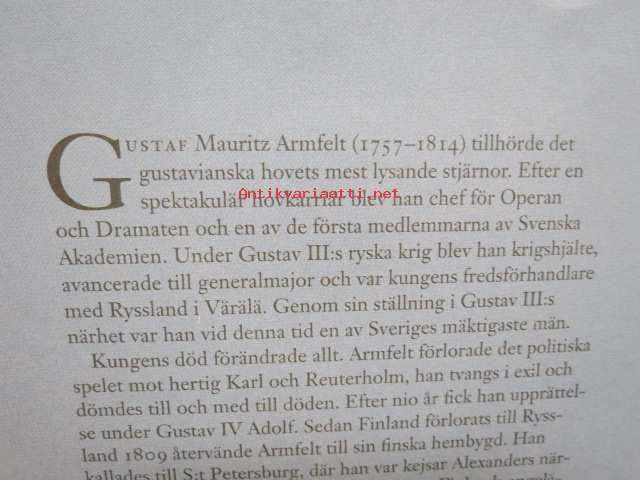 GUSTAF Mauritz Armfelt (1757–1814) tillhörde det
gustavianska hovets mest lysande stjärnor. Efter en
Antikvariaatti.net
spektakulär hovkarriär blev han chef för Operan
och Dramaten och en av de första medlemmarna av Svenska
Akademien. Under Gustav III:s ryska krig blev han krigshjälte,
avancerade till generalmajor och var kungens fredsförhandlare
med Ryssland i Värälä. Genom sin ställning i Gustav III:s
närhet var han vid denna tid en av Sveriges mäktigaste män.
Kungens död förändrade allt. Armfelt förlorade det politiska
spelet mot hertig Karl och Reuterholm, han tvangs i exil och
dömdes till och med till döden. Efter nio år fick han upprättel-
se under Gustav IV Adolf. Sedan Finland förlorats till Ryss-
land 1809 återvände Armfelt till sin finska hembygd. Han
kallades till S:t Petersburg, där han var kejsar Alexanders när-